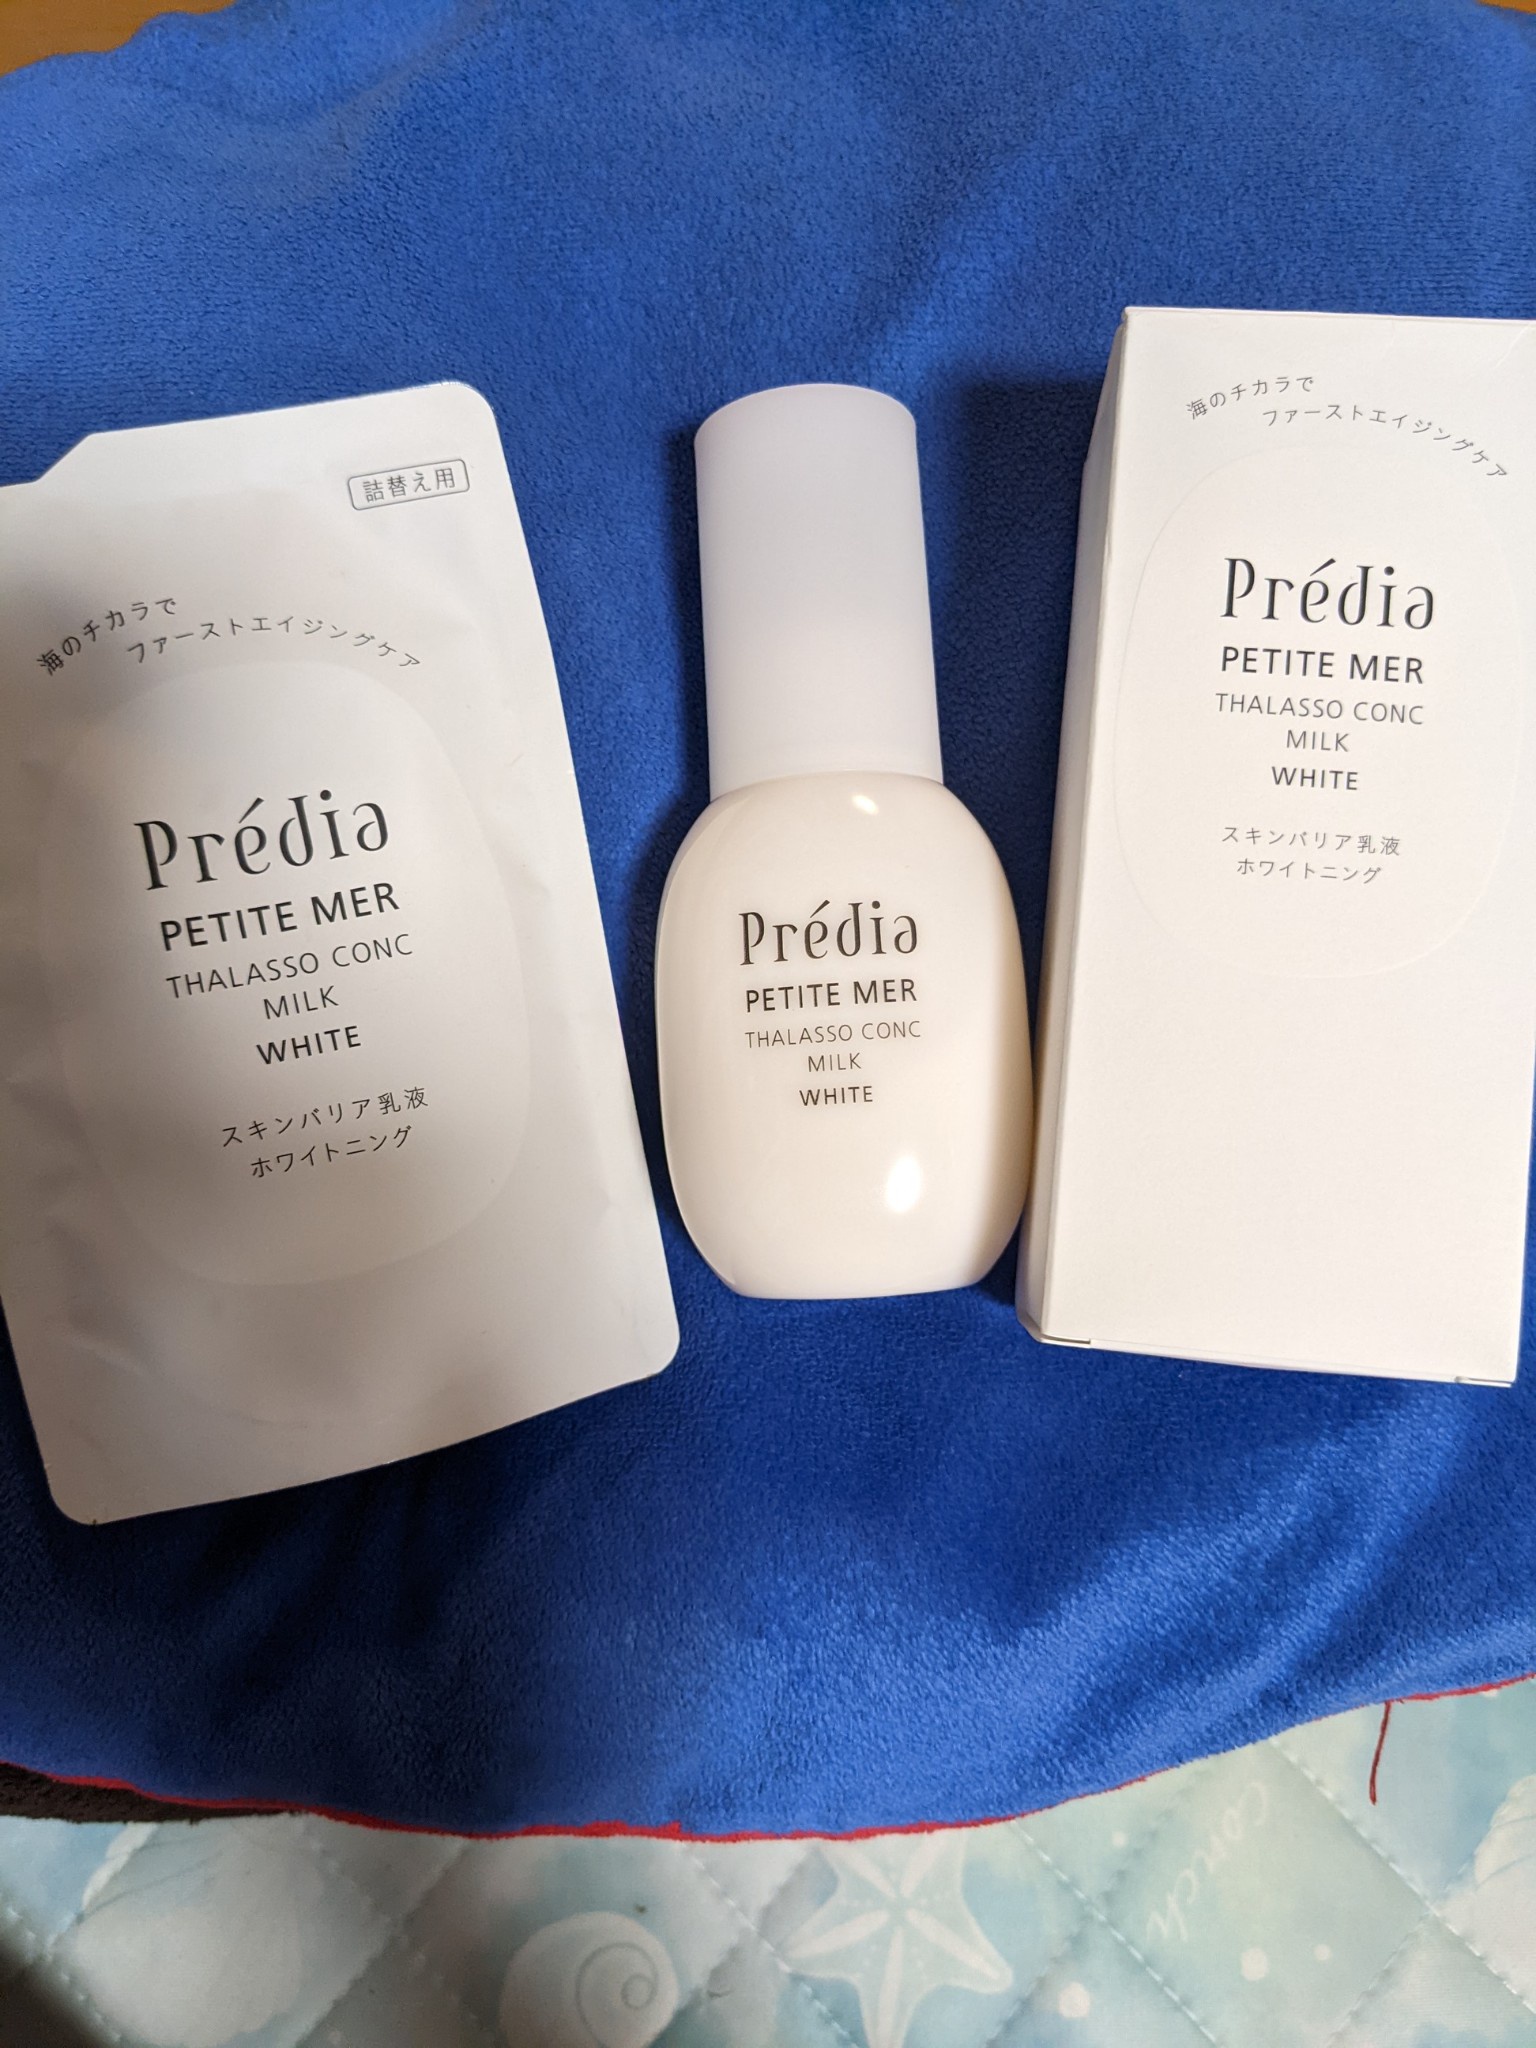 詰替え用
海のチカラで
ファーストエイジングケア
Prédia
PETITE MER
THALASSO CONC
MILK
WHITE
スキンバリア乳液
ホワイトニング
Prédia
PETITE MER
THALASSO CONC
MILK
WHITE
海のチカラで
ファーストエイジングケア
Prédia
PETITE MER
THALASSO CONC
MILK
WHITE
スキンバリア乳液
ホワイトニング
conch